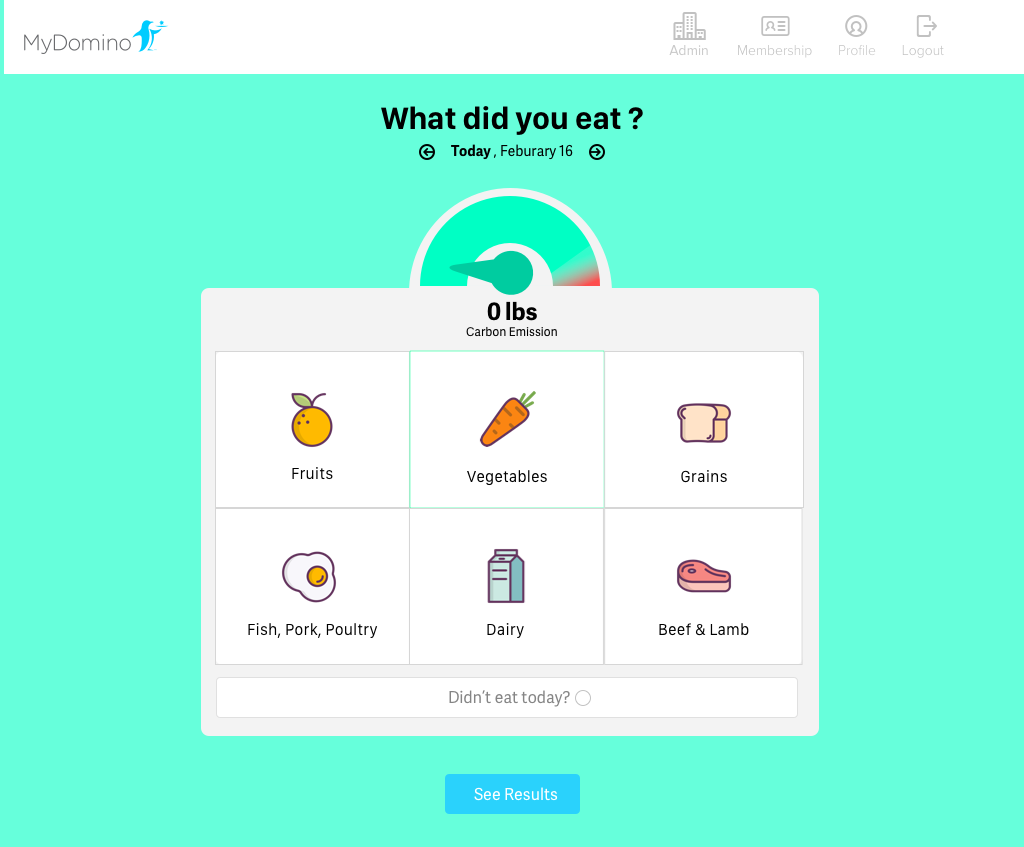 MyDomino
Admin Membership Profile Logout
What did you eat ?
Today , Feburary 16
0 lbs
Carbon Emission
Fruits Vegetables Grains
Fish, Pork, Poultry Dairy Beef & Lamb
Didn't eat today?
See Results